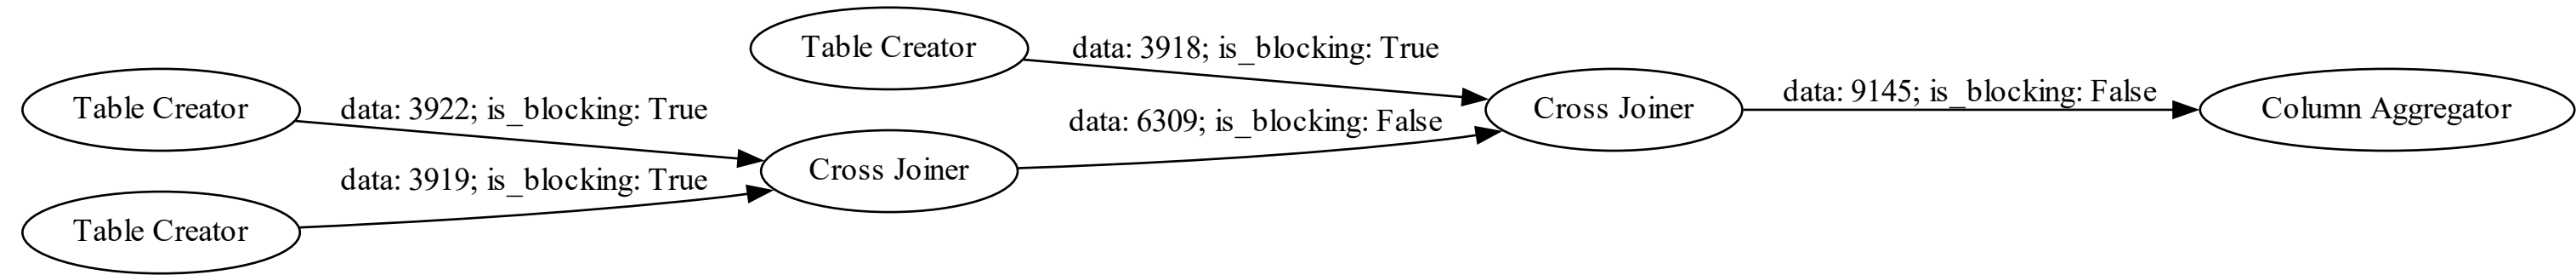 Table Creator
data: 3918; is_blocking: True
Table Creator
data: 3922; is_blocking: True
Cross Joiner
data: 9145; is_blocking: False
Column Aggregator
data: 6309; is_blocking: False
Cross Joiner
data: 3919; is_blocking: True
Table Creator